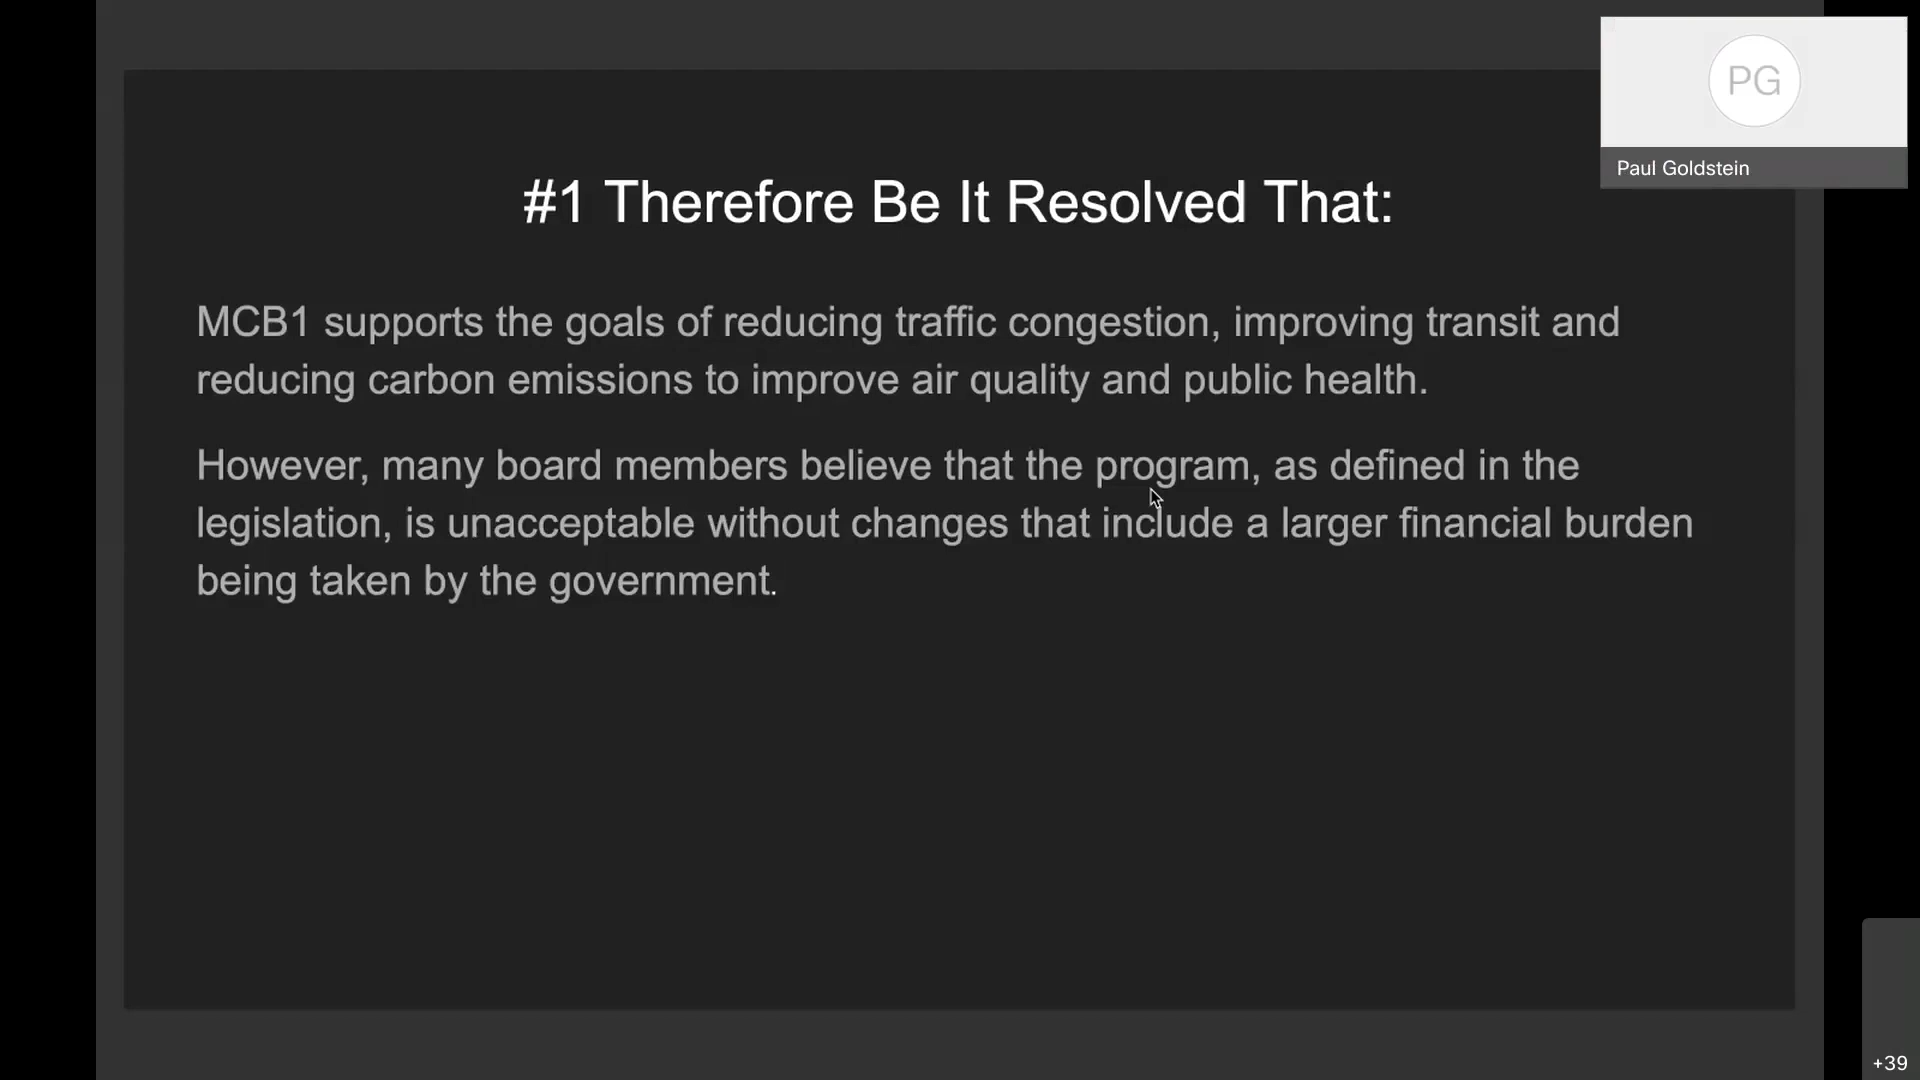 PG
Paul Goldstein
#1 Therefore Be It Resolved That:
MCB1 supports the goals of reducing traffic congestion, improving transit and
reducing carbon emissions to improve air quality and public health.
However, many board members believe that the program, as defined in the
legislation, is unacceptable without changes that include a larger financial burden
being taken by the government.
+39